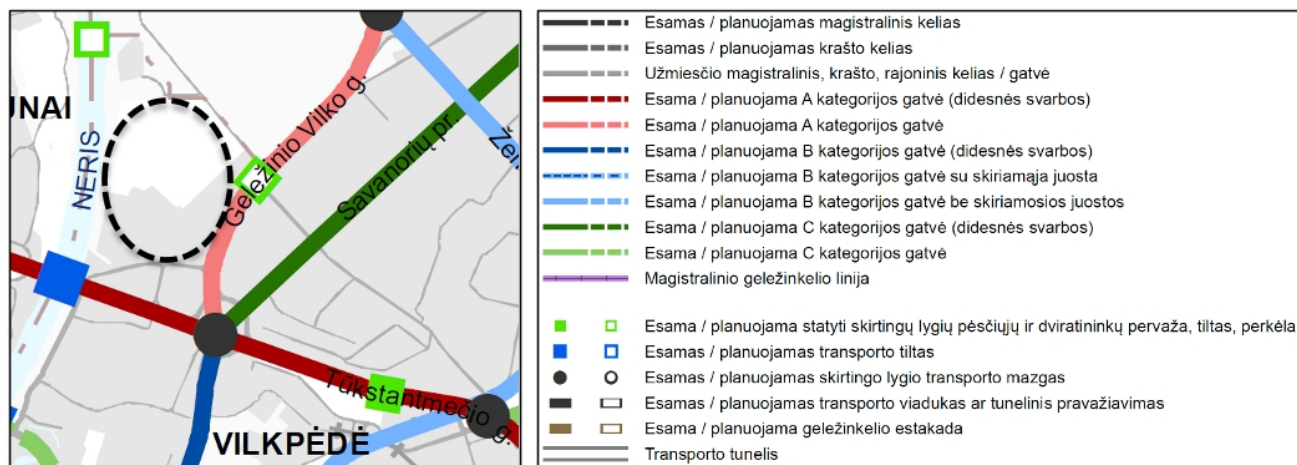 JNAI
NERIS
Geležinio Vilko g.
Savanorių pr.
Žem
Tūkstantmečio g.
VILKPĖDĖ
Esamas / planuojamas magistralinis kelias
Esamas / planuojamas krašto kelias
Užmiesčio magistralinis, krašto, rajoninis kelias / gatvė
Esama / planuojama A kategorijos gatvė (didesnės svarbos)
Esama / planuojama A kategorijos gatvė
Esama / planuojama B kategorijos gatvė (didesnės svarbos)
Esama / planuojama B kategorijos gatvė su skiriamąja juosta
Esama / planuojama B kategorijos gatvė be skiriamosios juostos
Esama / planuojama C kategorijos gatvė (didesnės svarbos)
Esama / planuojama C kategorijos gatvė
Magistralinio geležinkelio linija
Esama / planuojama statyti skirtingų lygių pėsčiųjų ir dviratininkų pervaža, tiltas, perkėla
Esamas / planuojamas transporto tiltas
Esamas / planuojamas skirtingo lygio transporto mazgas
Esamas / planuojamas transporto viadukas ar tunelinis pravažiavimas
Esama / planuojama geležinkelio estakada
Transporto tunelis